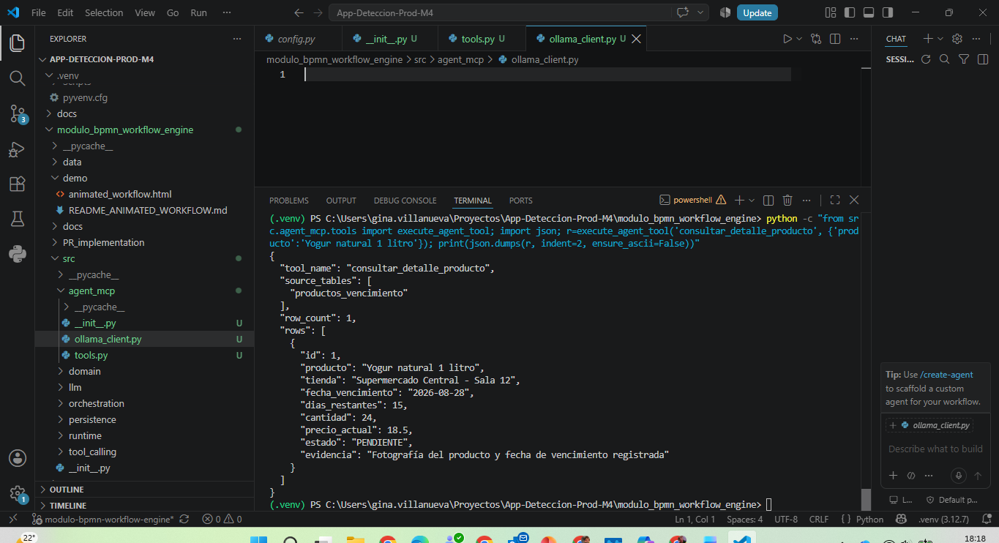 File Edit Selection View Go Run ···
App-Deteccion-Prod-M4
Update
EXPLORER ···
APP-DETECCION-PROD-M4
.venv
pyvenv.cfg
docs
modulo_bpmn_workflow_engine
__pycache__
data
demo
animated_workflow.html
README_ANIMATED_WORKFLOW.md
docs
PR_implementation
src
__pycache__
agent_mcp
__pycache__
__init__.py U
ollama_client.py U
tools.py U
domain
llm
orchestration
persistence
runtime
tool_calling
__init__.py
OUTLINE
TIMELINE
3
1
config.py
__init__.py U
tools.py U
ollama_client.py U
modulo_bpmn_workflow_engine > src > agent_mcp > ollama_client.py
1
PROBLEMS OUTPUT DEBUG CONSOLE TERMINAL PORTS
powershell
(.venv) PS C:\Users\gina.villanueva\Proyectos\App-Deteccion-Prod-M4\modulo_bpmn_workflow_engine> python -c "from sr
c.agent_mcp.tools import execute_agent_tool; import json; r=execute_agent_tool('consultar_detalle_producto', {'prod
ucto':'Yogur natural 1 litro'}); print(json.dumps(r, indent=2, ensure_ascii=False))"
{
"tool_name": "consultar_detalle_producto",
"source_tables": [
"productos_vencimiento"
],
"row_count": 1,
"rows": [
{
"id": 1,
"producto": "Yogur natural 1 litro",
"tienda": "Supermercado Central - Sala 12",
"fecha_vencimiento": "2026-08-28",
"dias_restantes": 15,
"cantidad": 24,
"precio_actual": 18.5,
"estado": "PENDIENTE",
"evidencia": "Fotografía del producto y fecha de vencimiento registrada"
}
]
}
(.venv) PS C:\Users\gina.villanueva\Proyectos\App-Deteccion-Prod-M4\modulo_bpmn_workflow_engine>
CHAT
SESSI...
Tip: Use /create-agent
to scaffold a custom
agent for your workflow.
ollama_client.py
Describe what to build
L...
Default p...
modulo-bpmn-workflow-engine*
0 0
Ln 1, Col 1
Spaces: 4
UTF-8
CRLF
{ } Python
.venv (3.12.7)
22°
18:18